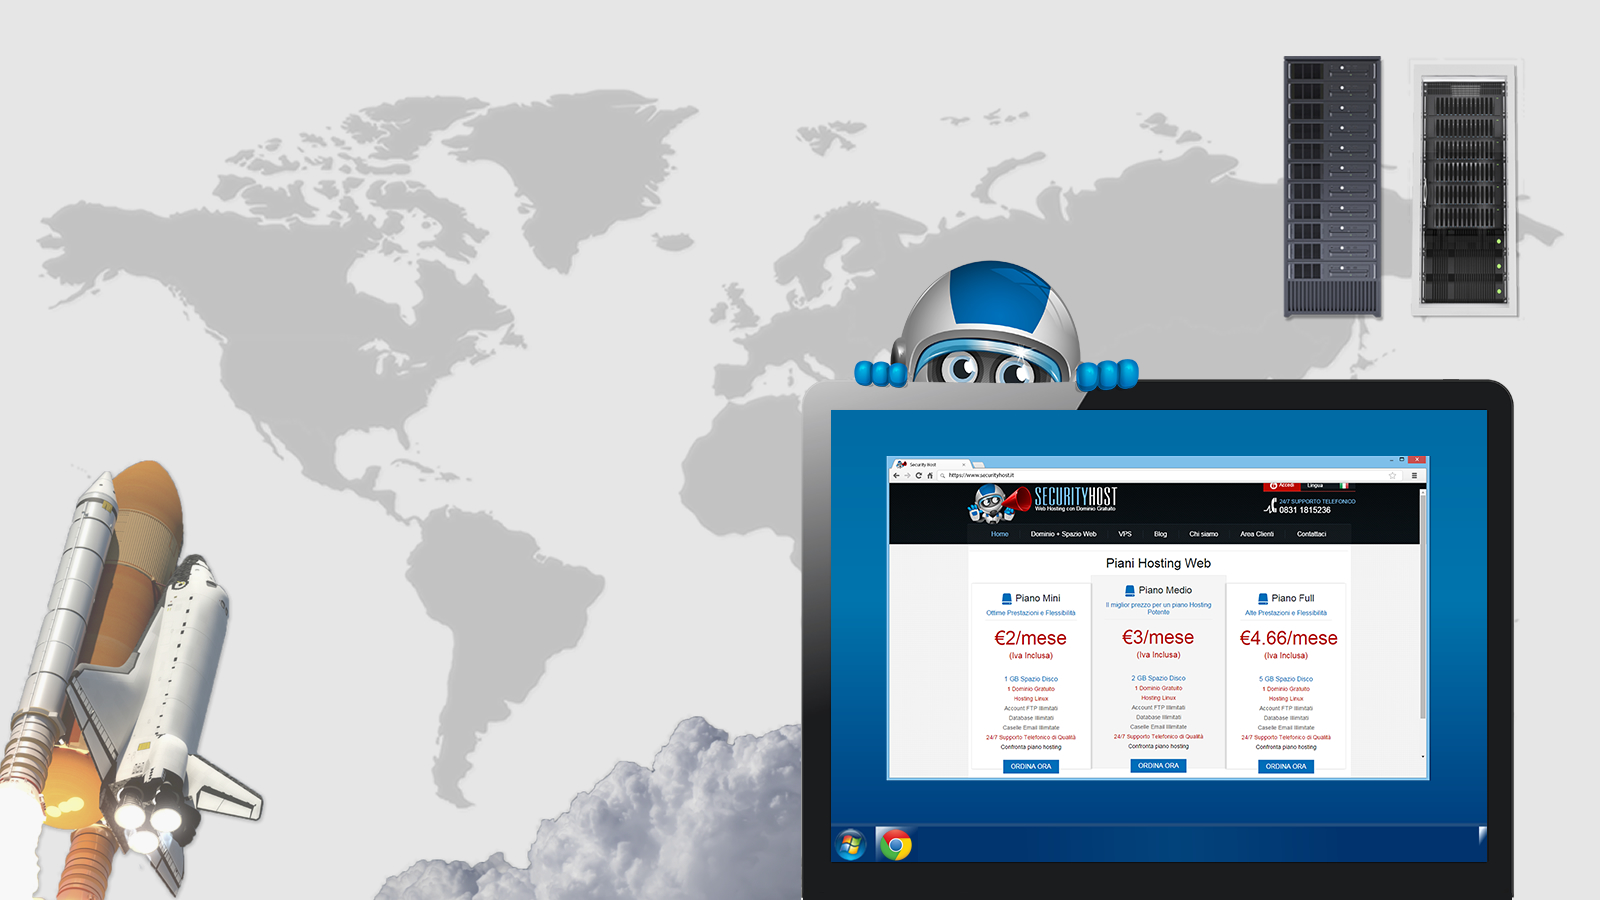 Security Host
https://www.securityhost.it
Accedi
Lingua
SECURITYHOST
Web Hosting con Dominio Gratuito
24/7 SUPPORTO TELEFONICO
0831 1815236
Home
Dominio + Spazio Web
VPS
Blog
Chi siamo
Area Clienti
Contattaci
Piani Hosting Web
Piano Mini
Ottime Prestazioni e Flessibilità
€2/mese
(Iva Inclusa)
1 GB Spazio Disco
1 Dominio Gratuito
Hosting Linux
Account FTP Illimitati
Database Illimitati
Caselle Email Illimitate
24/7 Supporto Telefonico di Qualità
Confronta piano hosting
ORDINA ORA
Piano Medio
Il miglior prezzo per un piano Hosting
Potente
€3/mese
(Iva Inclusa)
2 GB Spazio Disco
1 Dominio Gratuito
Hosting Linux
Account FTP Illimitati
Database Illimitati
Caselle Email Illimitate
24/7 Supporto Telefonico di Qualità
Confronta piano hosting
ORDINA ORA
Piano Full
Alte Prestazioni e Flessibilità
€4.66/mese
(Iva Inclusa)
5 GB Spazio Disco
1 Dominio Gratuito
Hosting Linux
Account FTP Illimitati
Database Illimitati
Caselle Email Illimitate
24/7 Supporto Telefonico di Qualità
Confronta piano hosting
ORDINA ORA